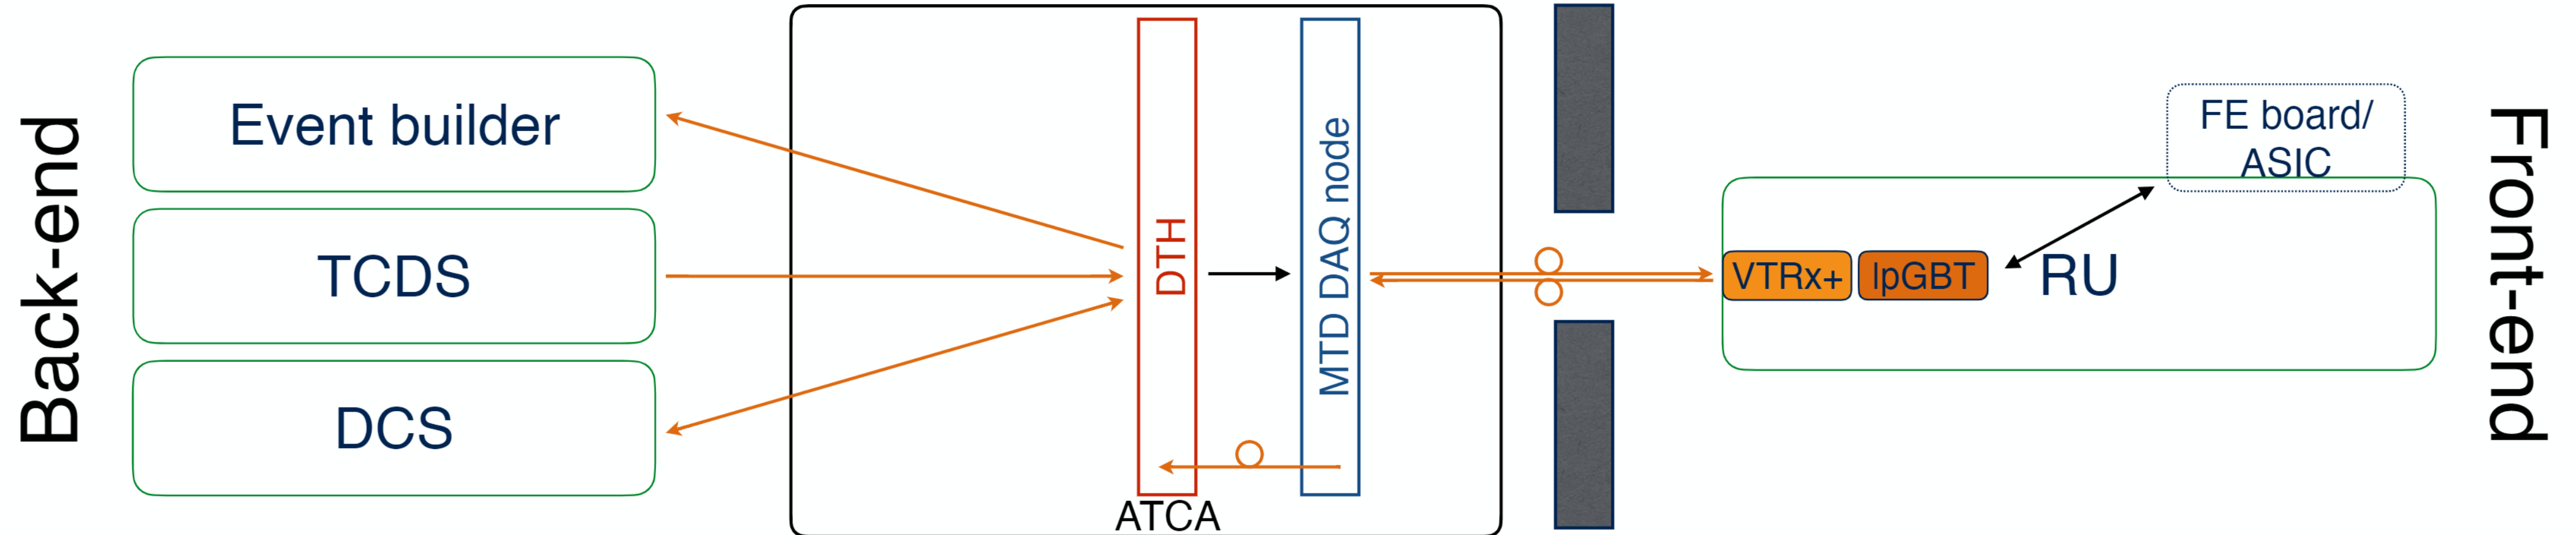 Back-end
Event builder
TCDS
DCS
DTH
MTD DAQ node
ATCA
VTRx+
lpGBT
RU
FE board/
ASIC
Front-end